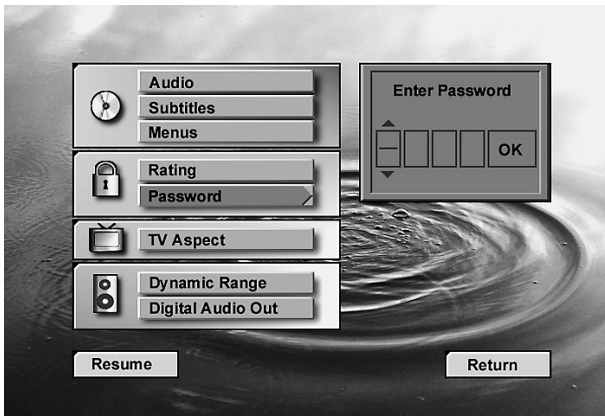 Audio
Subtitles
Menus
Rating
Password
TV Aspect
Dynamic Range
Digital Audio Out
Enter Password
OK
Resume
Return